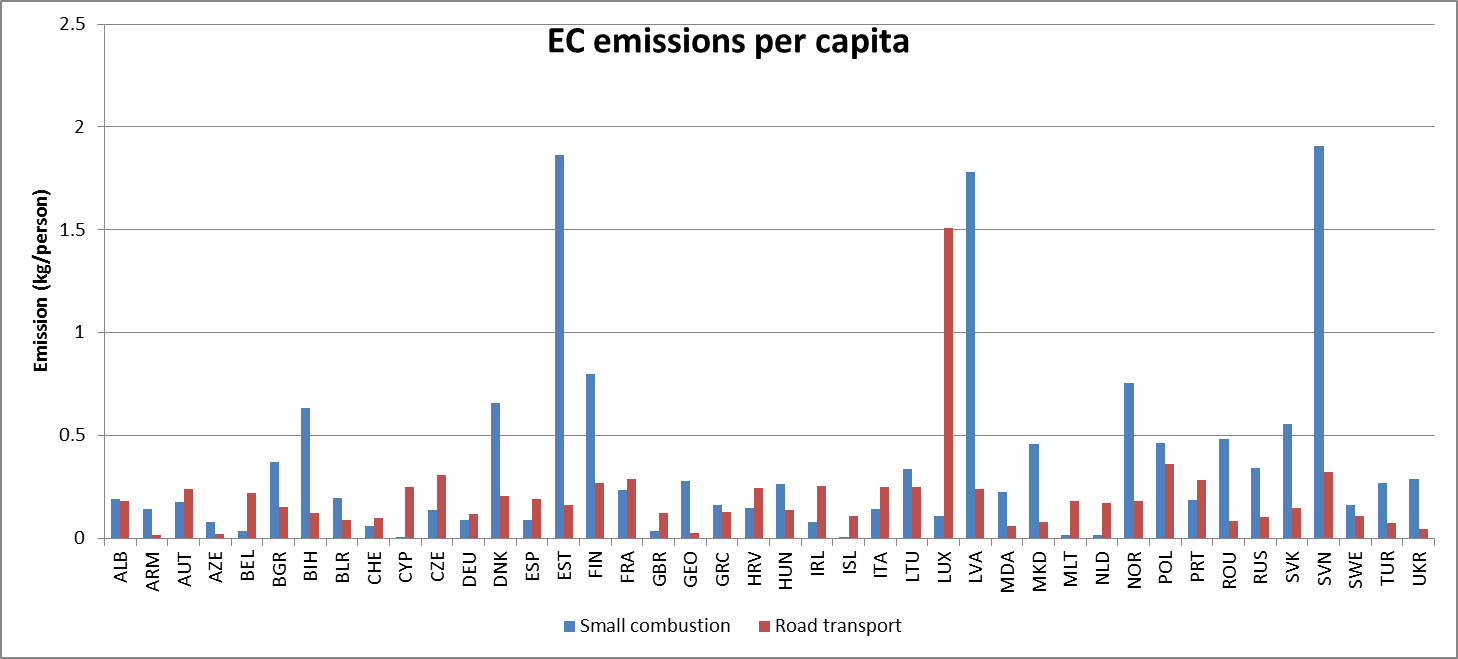 EC emissions per capita
2.5
2
1.5
1
0.5
0
Emission (kg/person)
ALB ARM AUT AZE BEL BGR BIH BLR CHE CYP CZE DEU DNK ESP EST FIN FRA GBR GEO GRC HRV HUN IRL ISL ITA LTU LUX LVA MDA MKD MLT NLD NOR POL PRT ROU RUS SVK SVN SWE TUR UKR
Small combustion Road transport